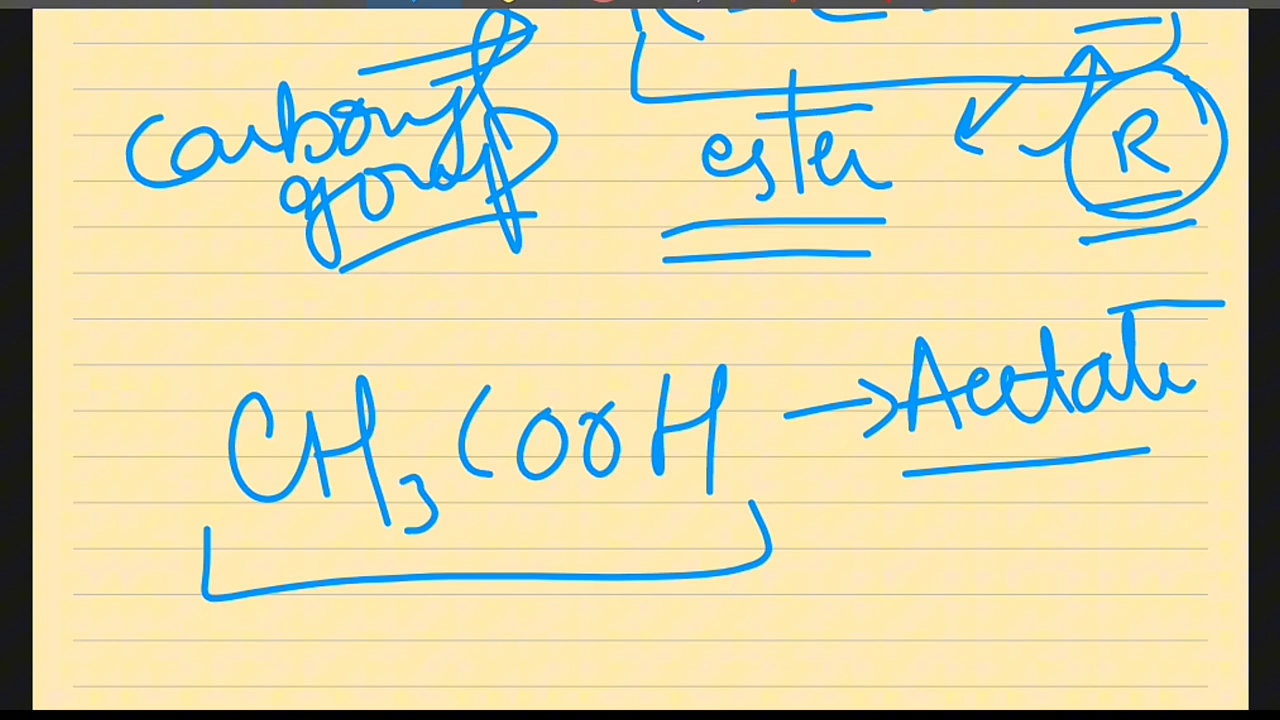 carbonyl
group
ester
R
CH3COOH → Acetate